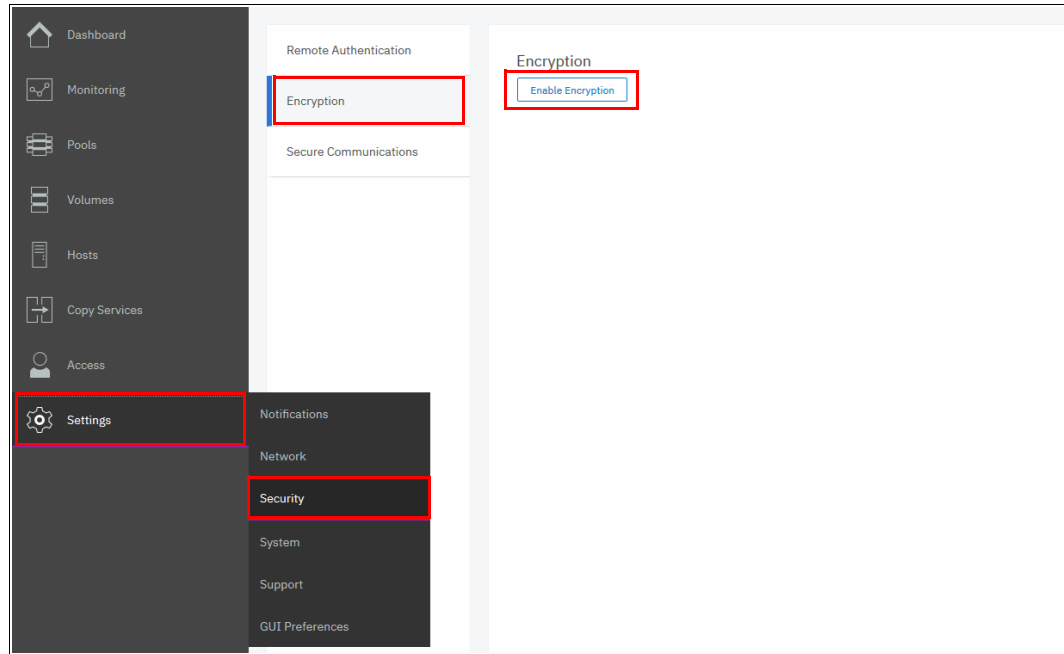 Dashboard
Monitoring
Pools
Volumes
Hosts
Copy Services
Access
Settings
Notifications
Network
Security
System
Support
GUI Preferences
Remote Authentication
Encryption
Secure Communications
Encryption
Enable Encryption